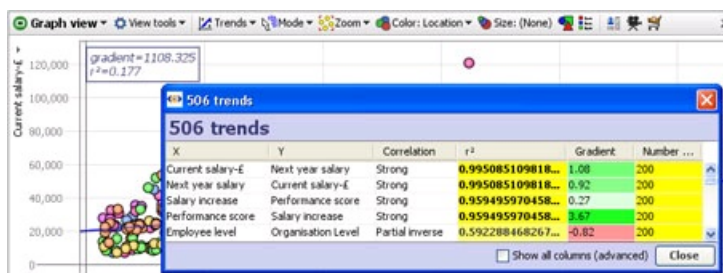 Graph view View tools Trends Mode Zoom Color: Location Size: (None)
gradient=1108.325
r²=0.177
Current salary-£
120,000
100,000
80,000
60,000
40,000
20,000
0
506 trends
506 trends
X Y Correlation r² Gradient Number ...
Current salary-£ Next year salary Strong 0.995085109818... 1.08 200
Next year salary Current salary-£ Strong 0.995085109818... 0.92 200
Salary increase Performance score Strong 0.959495970458... 0.27 200
Performance score Salary increase Strong 0.959495970458... 3.67 200
Employee level Organisation Level Partial inverse 0.592288468267... -0.82 200
Show all columns (advanced) Close